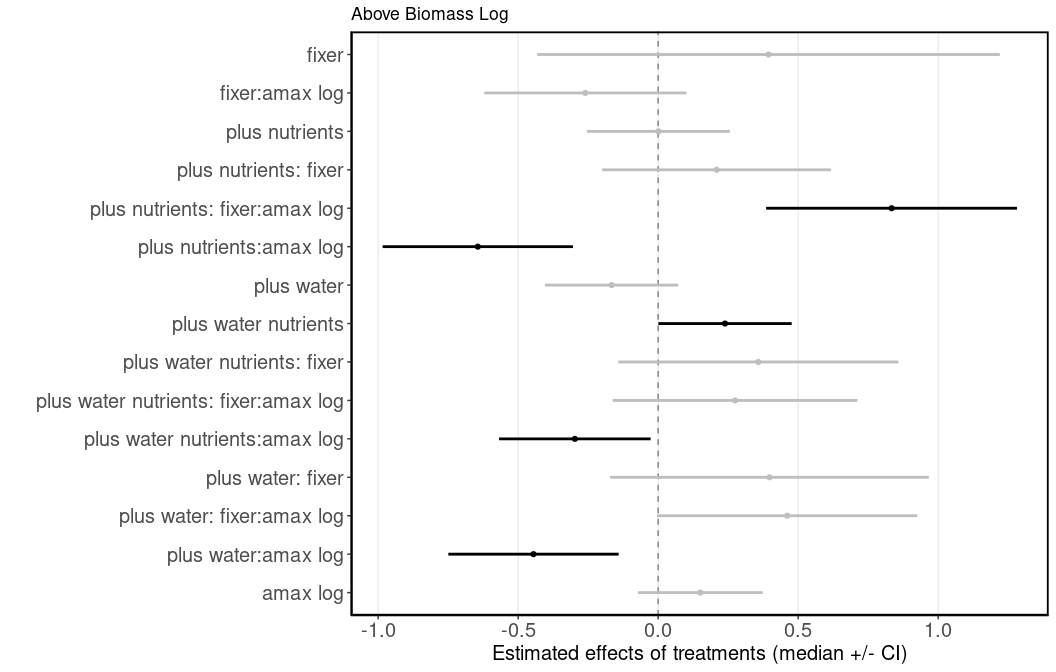 Above Biomass Log
fixer
fixer:amax log
plus nutrients
plus nutrients: fixer
plus nutrients: fixer:amax log
plus nutrients:amax log
plus water
plus water nutrients
plus water nutrients: fixer
plus water nutrients: fixer:amax log
plus water nutrients:amax log
plus water: fixer
plus water: fixer:amax log
plus water:amax log
amax log
-1.0 -0.5 0.0 0.5 1.0
Estimated effects of treatments (median +/- CI)